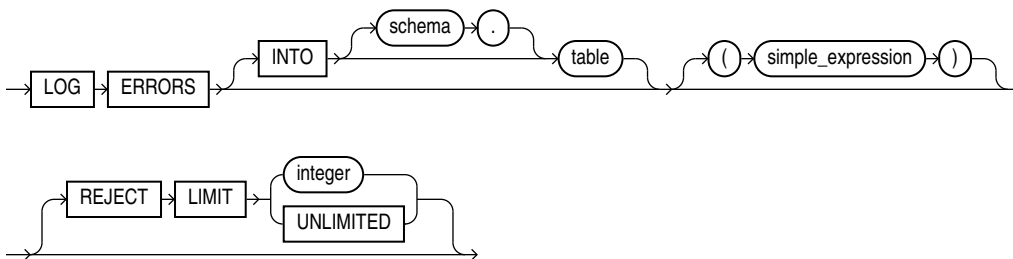 schema .
INTO table ( simple_expression )
LOG ERRORS
integer
REJECT LIMIT
UNLIMITED